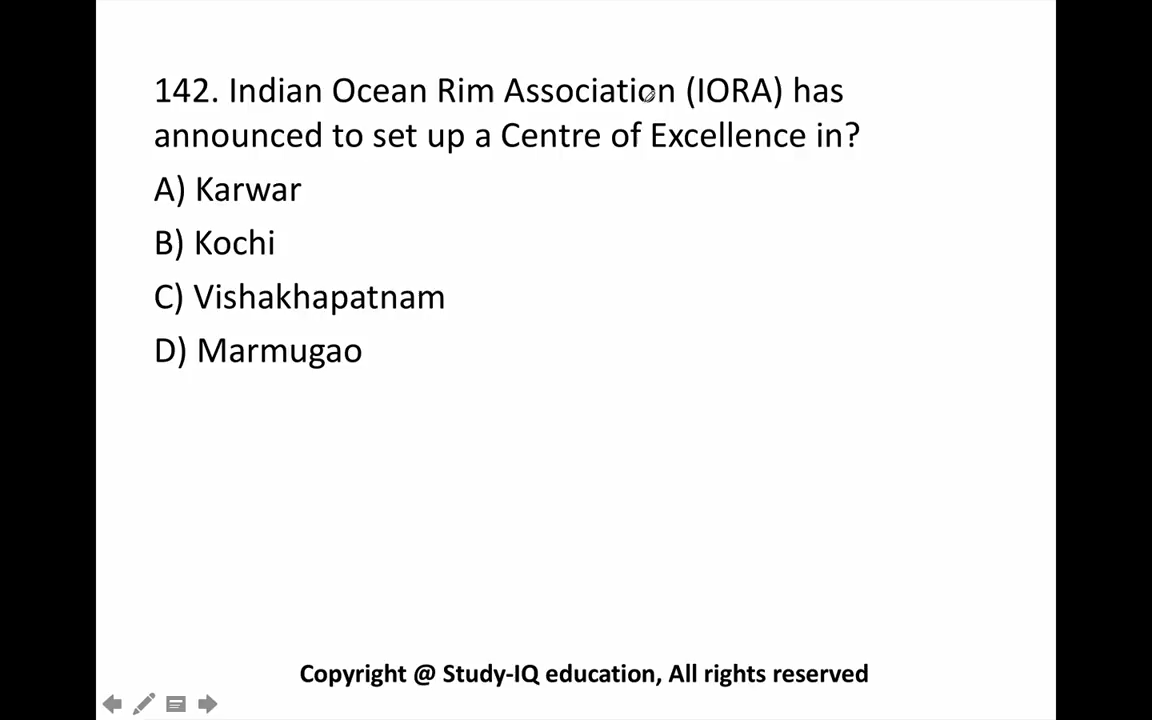 142. Indian Ocean Rim Association (IORA) has
announced to set up a Centre of Excellence in?
A) Karwar
B) Kochi
C) Vishakhapatnam
D) Marmugao
Copyright @ Study-IQ education, All rights reserved